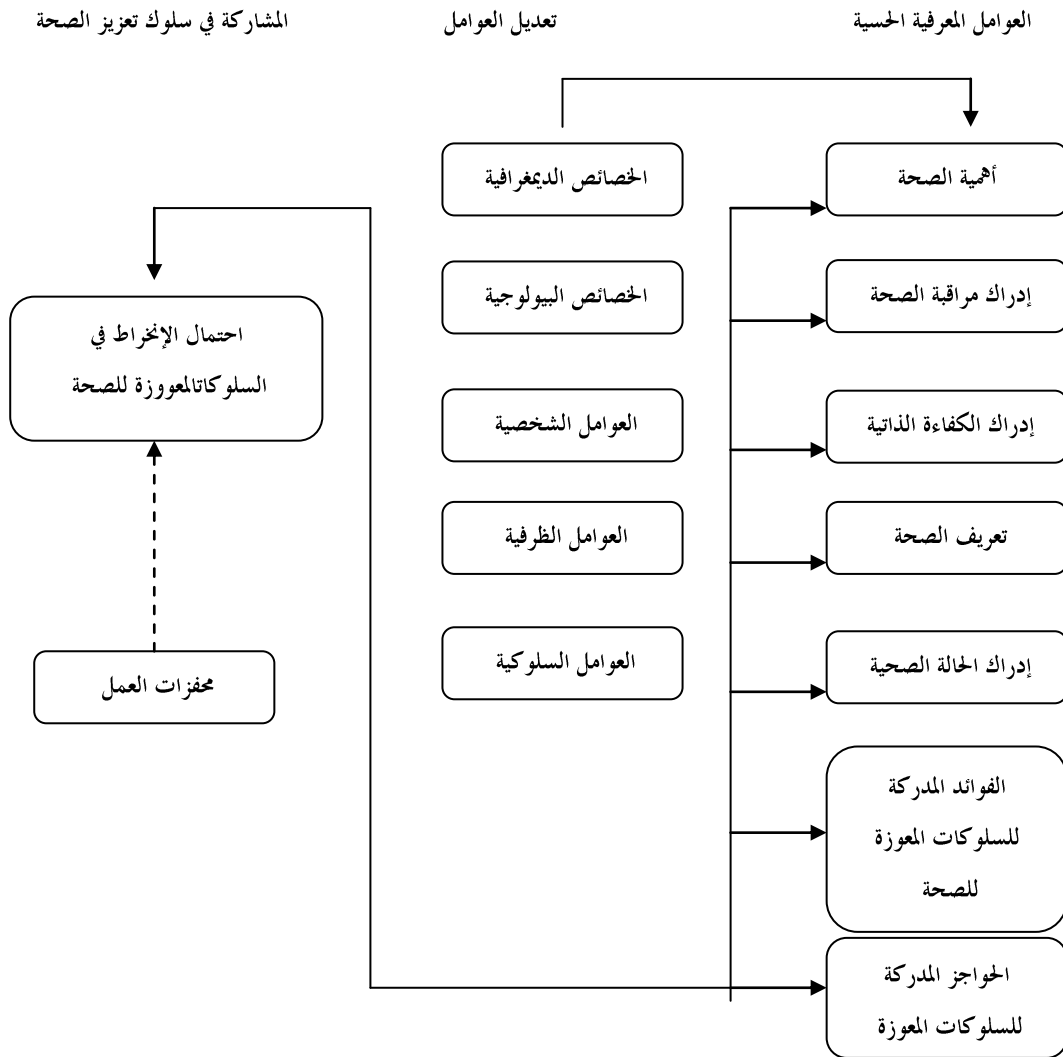 العوامل المعرفية الحسية
تعديل العوامل
المشاركة في سلوك تعزيز الصحة
أهمية الصحة
إدراك مراقبة الصحة
إدراك الكفاءة الذاتية
تعريف الصحة
إدراك الحالة الصحية
الفوائد المدركة
للسلوكات المعوزة
للصحة
الحواجز المدركة
للسلوكات المعوزة
الخصائص الديمغرافية
الخصائص البيولوجية
العوامل الشخصية
العوامل الظرفية
العوامل السلوكية
احتمال الإنخراط في
السلوكاتالمعووزة للصحة
محفزات العمل